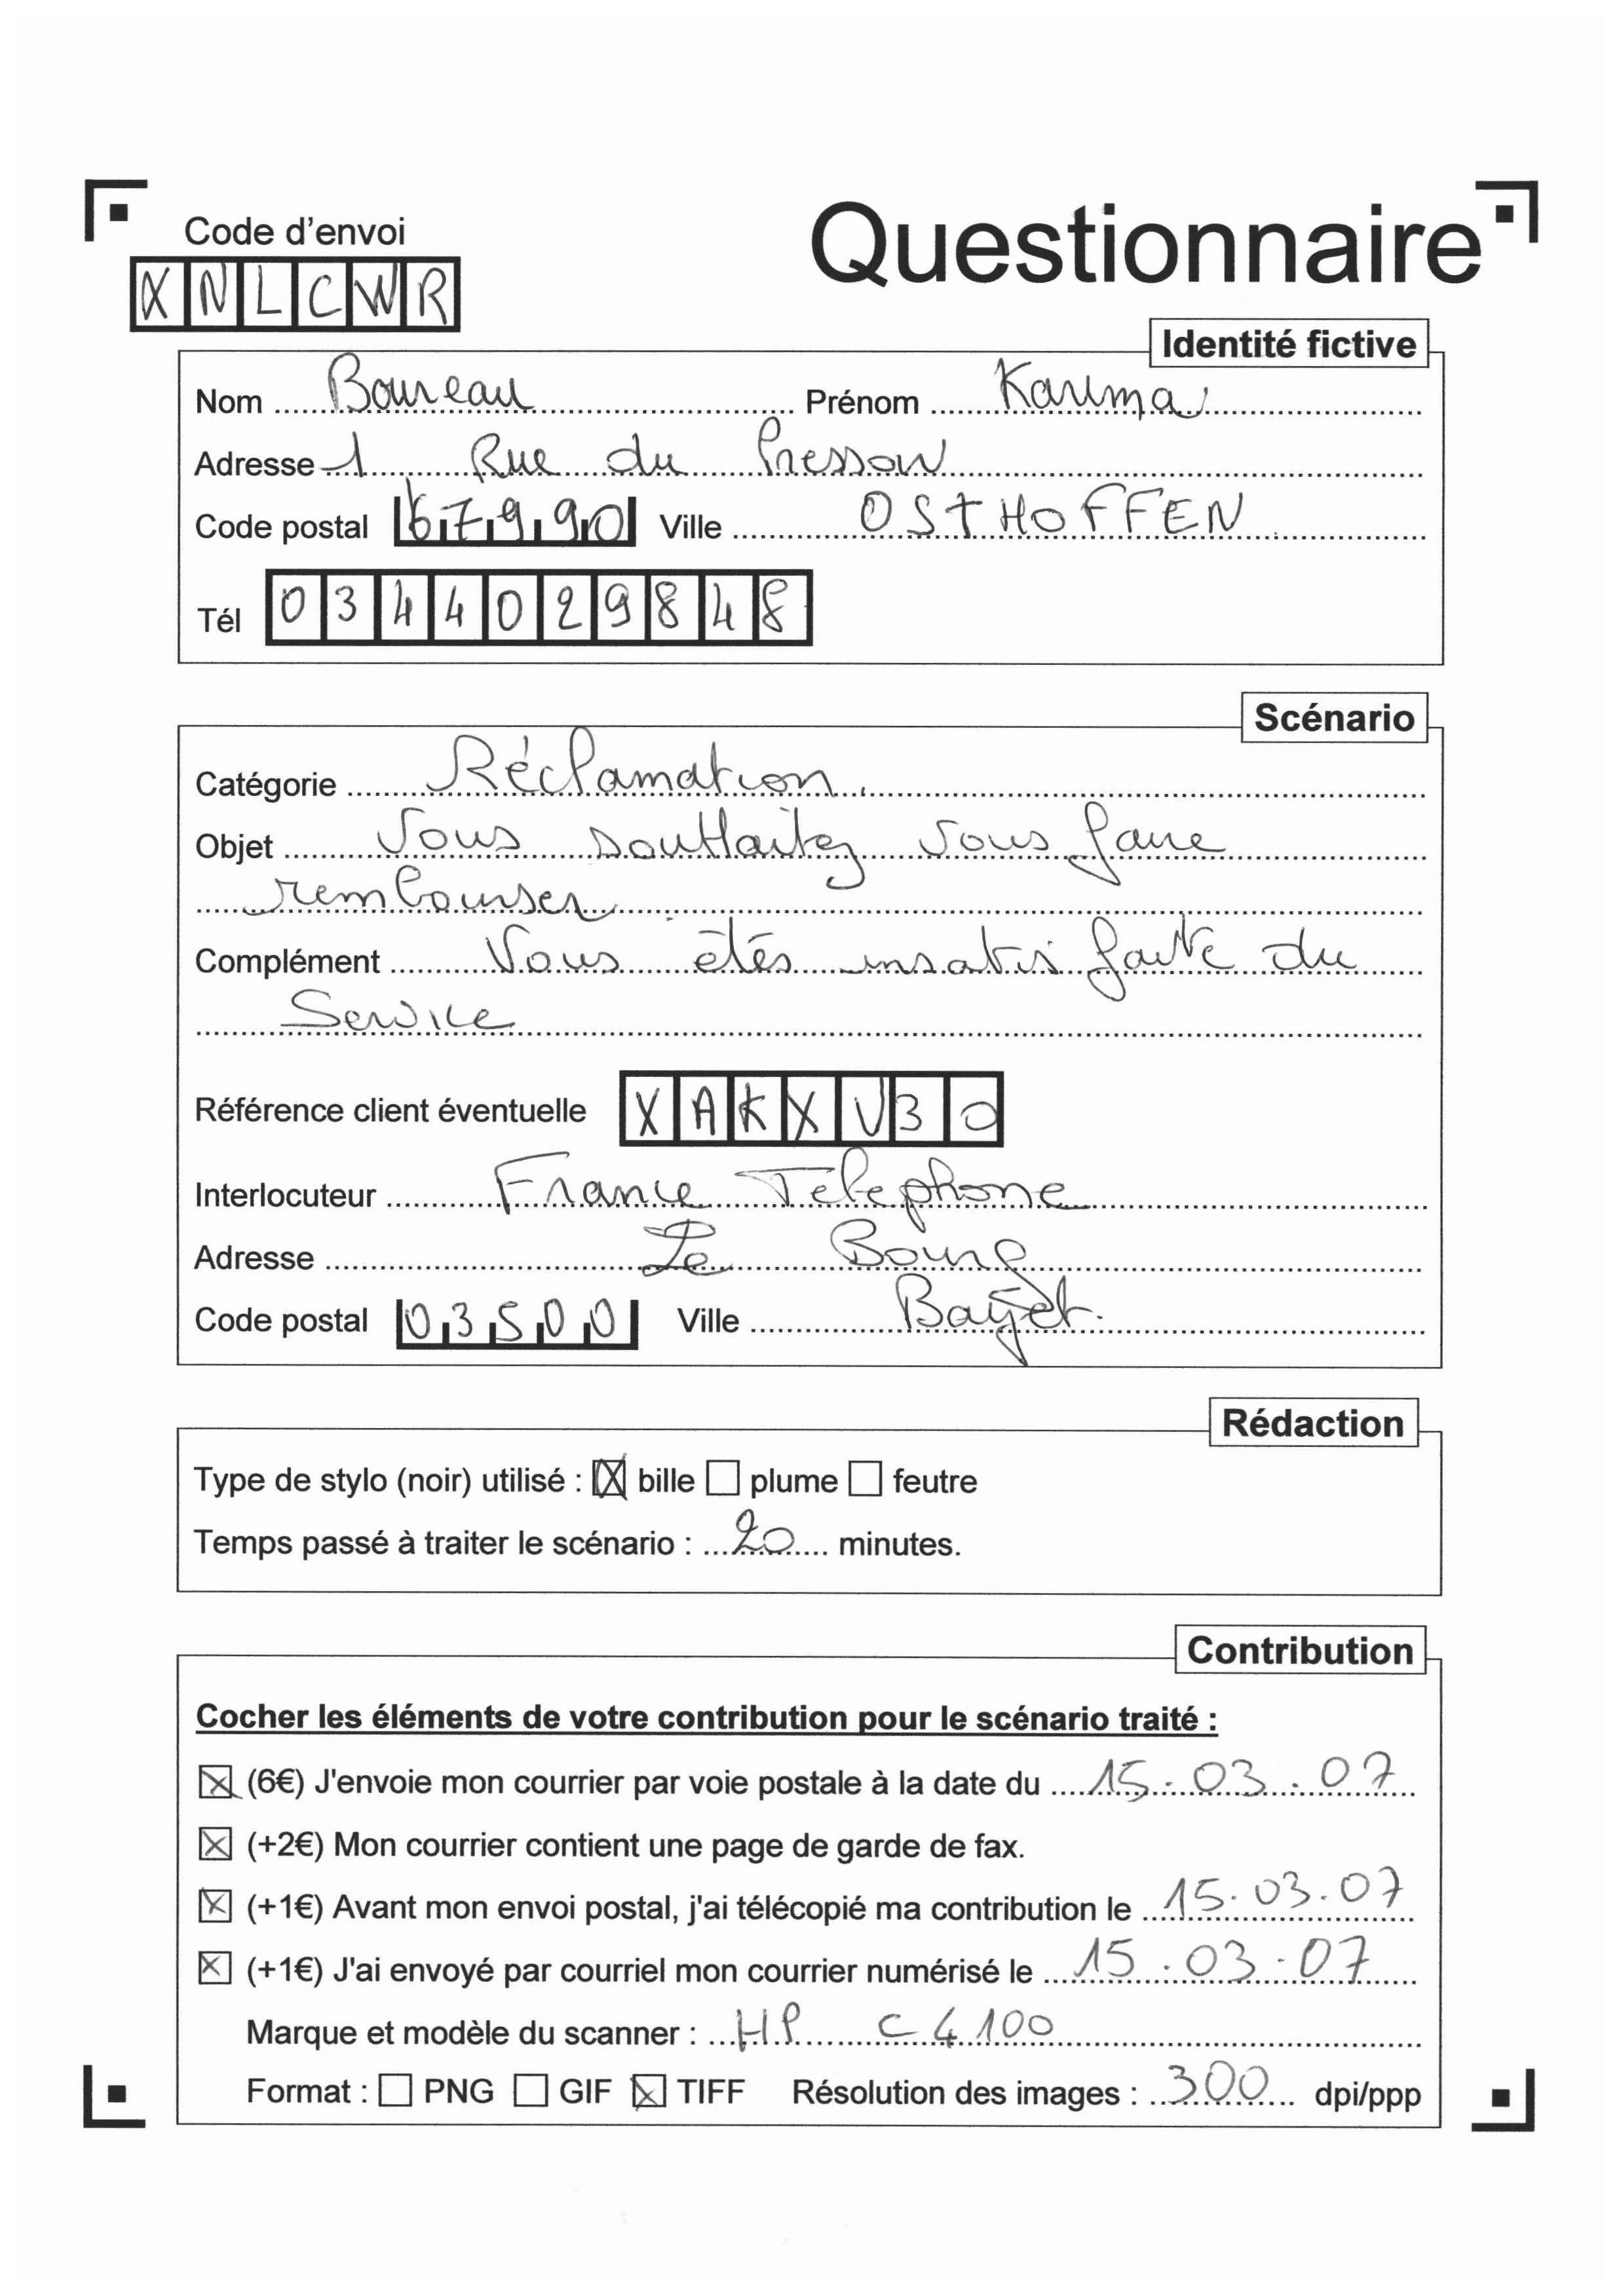 Code d'envoi
Questionnaire
XNLCWR
Identité fictive
Nom Boureau Prénom Karima
Adresse 1 Rue du Pressoir
Code postal 67990 Ville OSTHOFFEN
Tél 0344029848
Scénario
Catégorie Réclamation
Objet Vous souhaitez vous faire
rembourser
Complément Vous êtes insatisfaite du
Service
Référence client éventuelle XAKXV30
Interlocuteur France Telephone
Adresse Le Bourg
Code postal 03500 Ville Bayet
Rédaction
Type de stylo (noir) utilisé : ☒ bille ☐ plume ☐ feutre
Temps passé à traiter le scénario : 20 minutes.
Contribution
Cocher les éléments de votre contribution pour le scénario traité :
☒ (6€) J'envoie mon courrier par voie postale à la date du 15.03.07
☒ (+2€) Mon courrier contient une page de garde de fax.
☒ (+1€) Avant mon envoi postal, j'ai télécopié ma contribution le 15.03.07
☒ (+1€) J'ai envoyé par courriel mon courrier numérisé le 15.03.07
Marque et modèle du scanner : HP C4100
Format : ☐ PNG ☐ GIF ☒ TIFF Résolution des images : 300 dpi/ppp